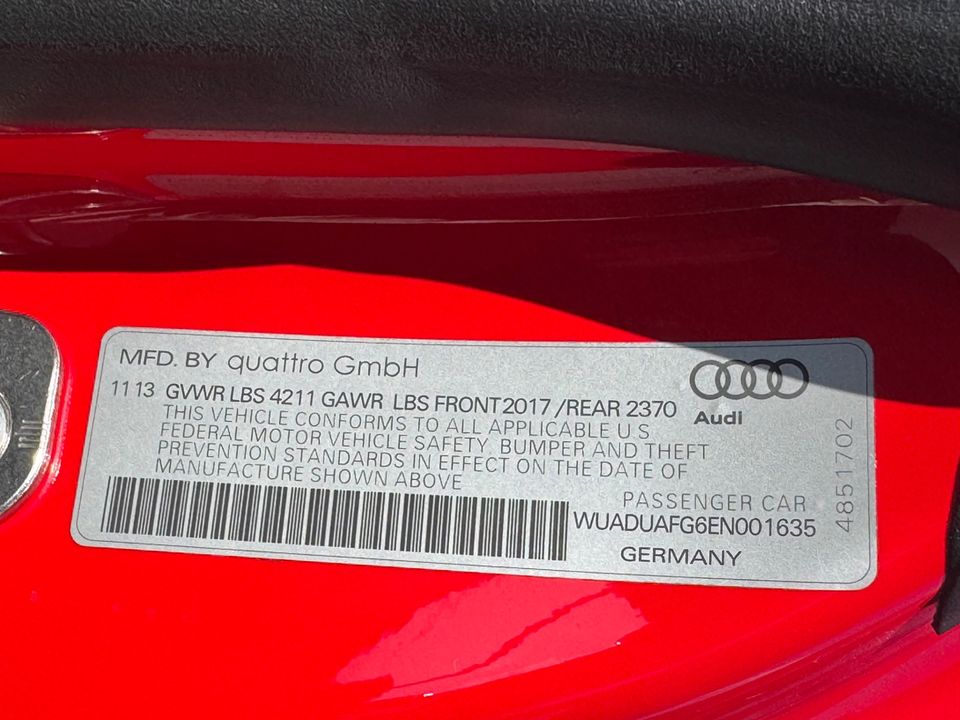 MFD. BY quattro GmbH
11 13 GVWR LBS 4211 GAWR LBS FRONT 2017 /REAR 2370
THIS VEHICLE CONFORMS TO ALL APPLICABLE U S
FEDERAL MOTOR VEHICLE SAFETY, BUMPER AND THEFT
PREVENTION STANDARDS IN EFFECT ON THE DATE OF
MANUFACTURE SHOWN ABOVE
Audi
PASSENGER CAR
WUADUAFG6EN001635
GERMANY
4851702